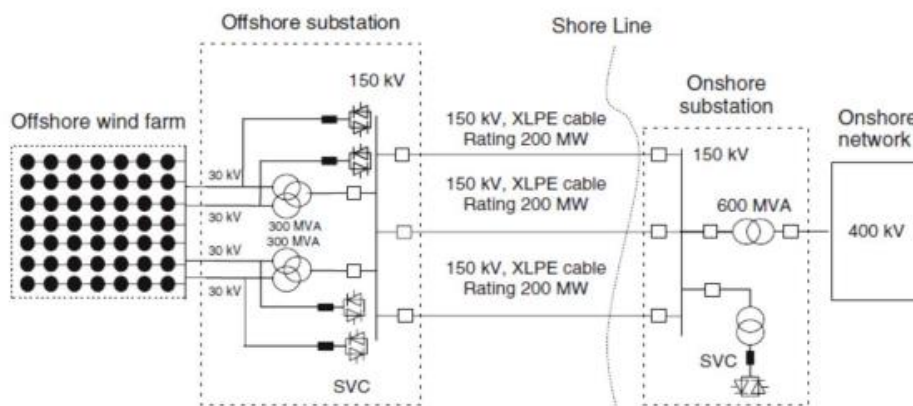 Offshore substation
Shore Line
150 kV
Onshore
substation
Offshore wind farm
Onshore
network
150 kV, XLPE cable
Rating 200 MW
150 kV
30 kV
30 kV
300 MVA
300 MVA
150 kV, XLPE cable
Rating 200 MW
600 MVA
400 kV
30 kV
30 kV
150 kV, XLPE cable
Rating 200 MW
SVC
SVC